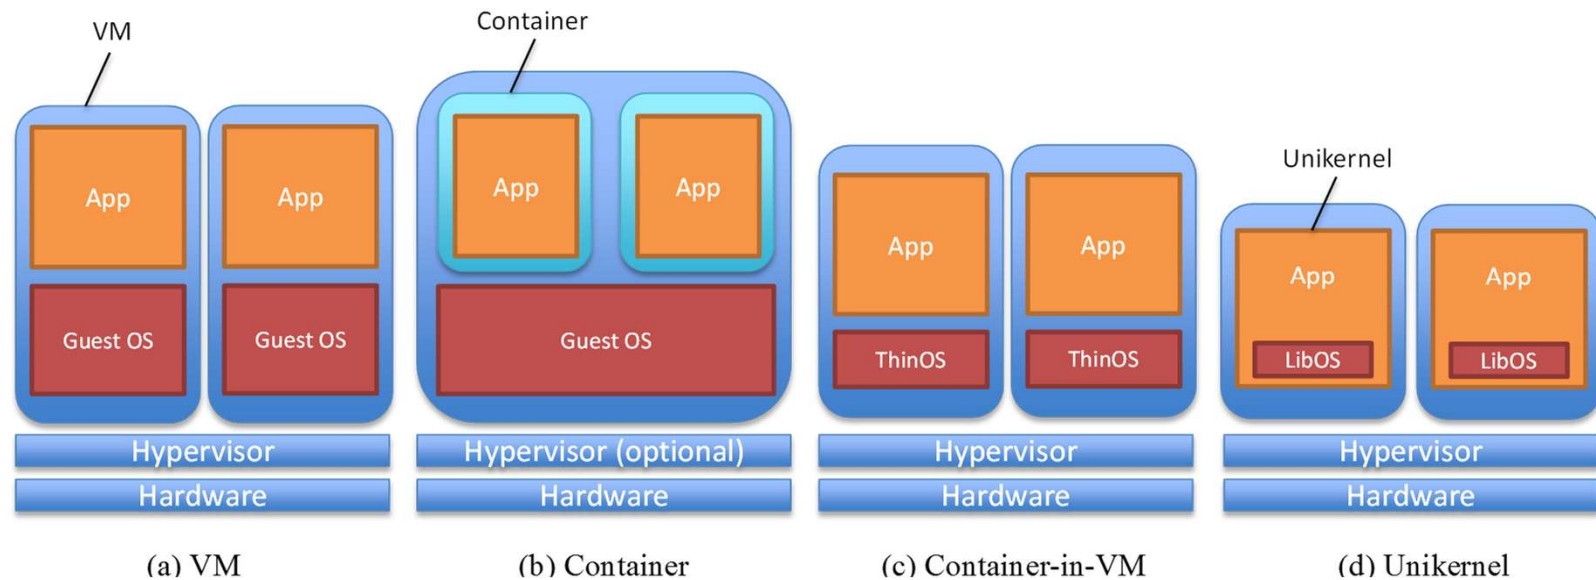 VM
App
App
Guest OS
Guest OS
Hypervisor
Hardware
(a) VM
Container
App
App
Guest OS
Hypervisor (optional)
Hardware
(b) Container
App
App
ThinOS
ThinOS
Hypervisor
Hardware
(c) Container-in-VM
Unikernel
App
App
LibOS
LibOS
Hypervisor
Hardware
(d) Unikernel